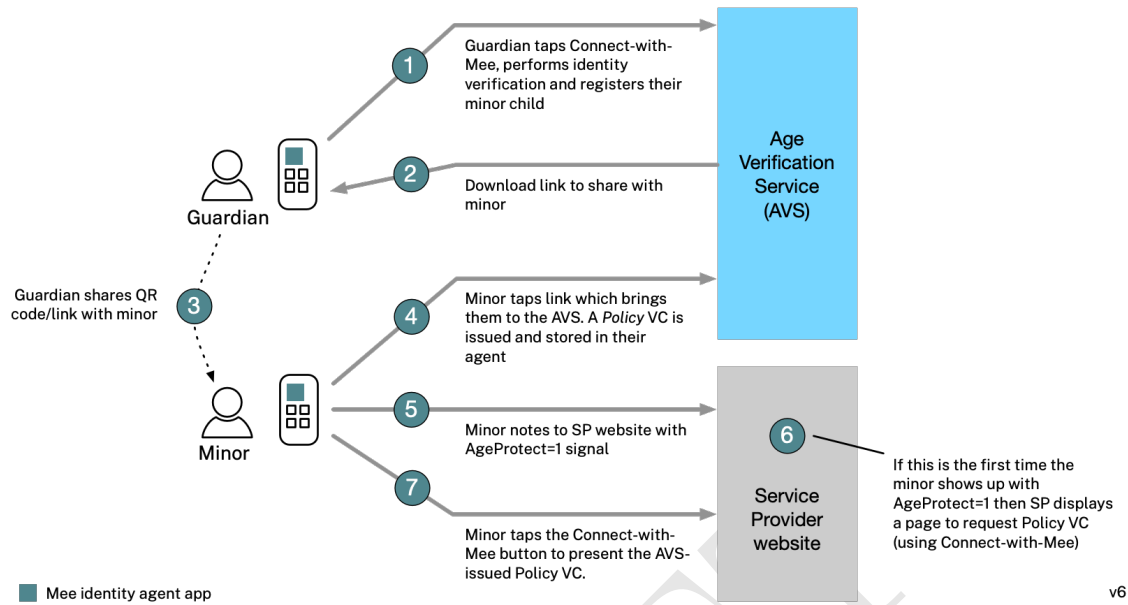 1
Guardian taps Connect-with-
Mee, performs identity
verification and registers their
minor child
Age
Verification
Service
(AVS)
2
Download link to share with
minor
Guardian
3
Guardian shares QR
code/link with minor
4
Minor taps link which brings
them to the AVS. A Policy VC is
issued and stored in their
agent
5
Minor notes to SP website with
AgeProtect=1 signal
Minor
6
If this is the first time the
minor shows up with
AgeProtect=1 then SP displays
a page to request Policy VC
(using Connect-with-Mee)
Service
Provider
website
7
Minor taps the Connect-with-
Mee button to present the AVS-
issued Policy VC.
Mee identity agent app
v6